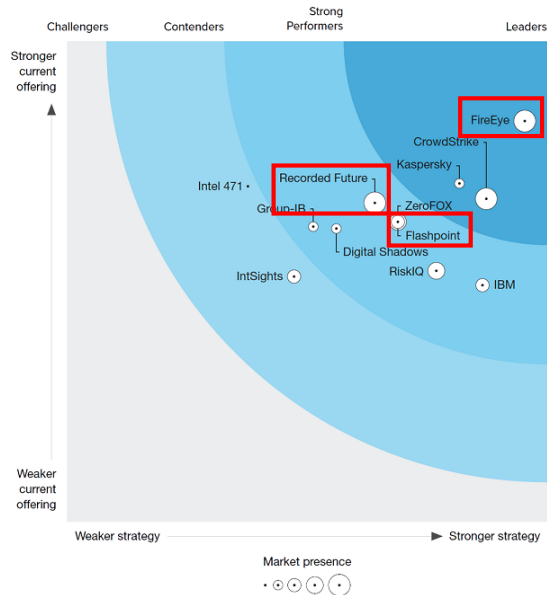 Challengers
Contenders
Strong
Performers
Leaders
Stronger
current
offering
FireEye
CrowdStrike
Kaspersky
Recorded Future
Intel 471
ZeroFOX
Group-IB
Flashpoint
Digital Shadows
RiskIQ
IntSights
IBM
Weaker
current
offering
Weaker strategy
Stronger strategy
Market presence